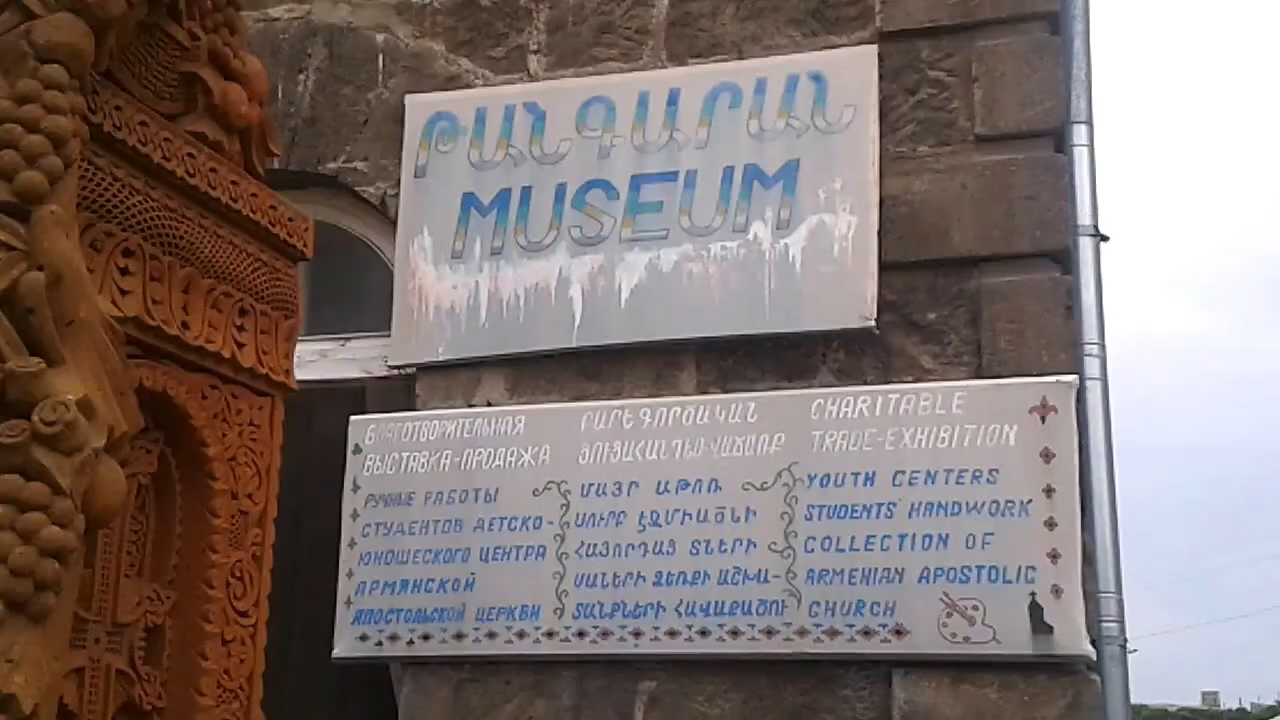 ԹԱՆԳԱՐԱՆ
MUSEUM
БЛАГОТВОРИТЕЛЬНАЯ
ВЫСТАВКА-ПРОДАЖА
РУЧНЫЕ РАБОТЫ
СТУДЕНТОВ ДЕТСКО-
ЮНОШЕСКОГО ЦЕНТРА
АРМЯНСКОЙ
АПОСТОЛЬСКОЙ ЦЕРКВИ
ԲԱՐԵԳՈՐԾԱԿԱՆ
ՑՈՒՑԱՀԱՆԴԵՍ-ՎԱՃԱՌՔ
ՄԱՅՐ ԱԹՈՌ
ՍՈՒՐԲ ԷՋՄԻԱԾՆԻ
ՀԱՅՈՐԴԱՑ ՏՆԵՐԻ
ՍԱՆԵՐԻ ՁԵՌՔԻ ԱՇԽԱ-
ՏԱՆՔՆԵՐԻ ՀԱՎԱՔԱԾՈՒ
CHARITABLE
TRADE-EXHIBITION
YOUTH CENTERS
STUDENTS' HANDWORK
COLLECTION OF
ARMENIAN APOSTOLIC
CHURCH